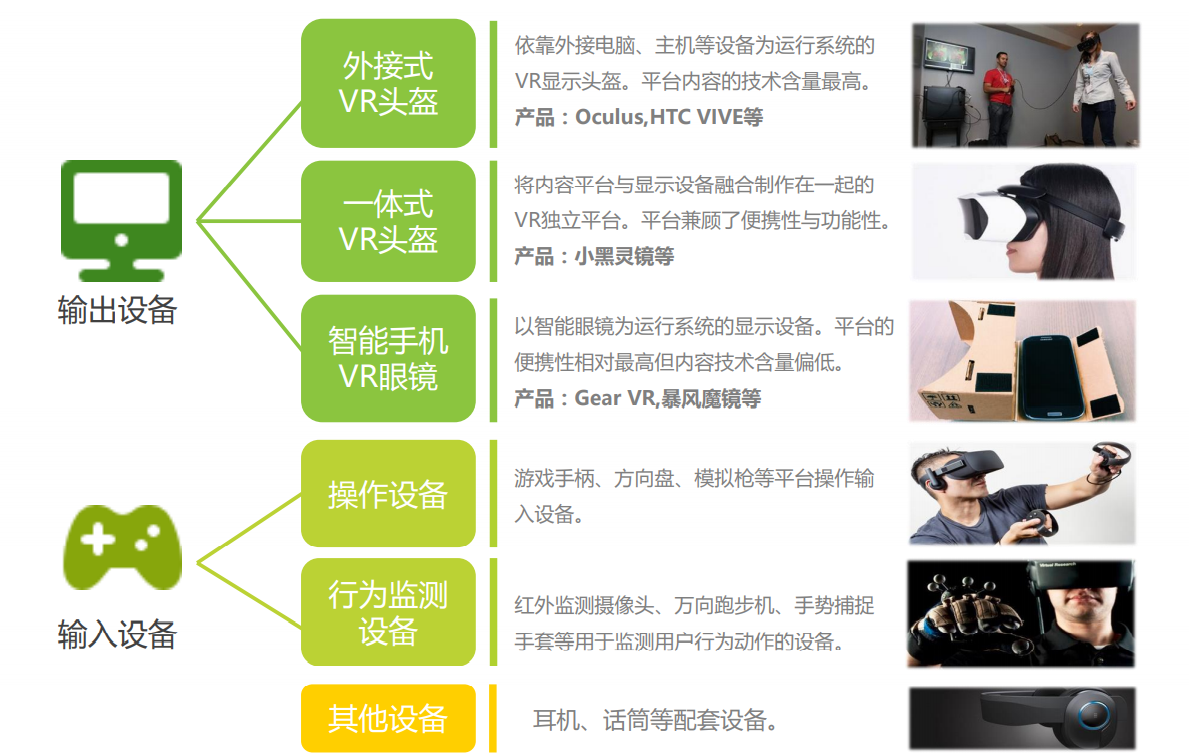 外接式
VR头盔
依靠外接电脑、主机等设备为运行系统的
VR显示头盔。平台内容的技术含量最高。
产品：Oculus,HTC VIVE等
一体式
VR头盔
将内容平台与显示设备融合制作在一起的
VR独立平台。平台兼顾了便携性与功能性。
产品：小黑灵镜等
输出设备
智能手机
VR眼镜
以智能眼镜为运行系统的显示设备。平台的
便携性相对最高但内容技术含量偏低。
产品：Gear VR,暴风魔镜等
操作设备
游戏手柄、方向盘、模拟枪等平台操作输
入设备。
输入设备
行为监测
设备
红外监测摄像头、万向跑步机、手势捕捉
手套等用于监测用户行为动作的设备。
Virtual Research
其他设备
耳机、话筒等配套设备。